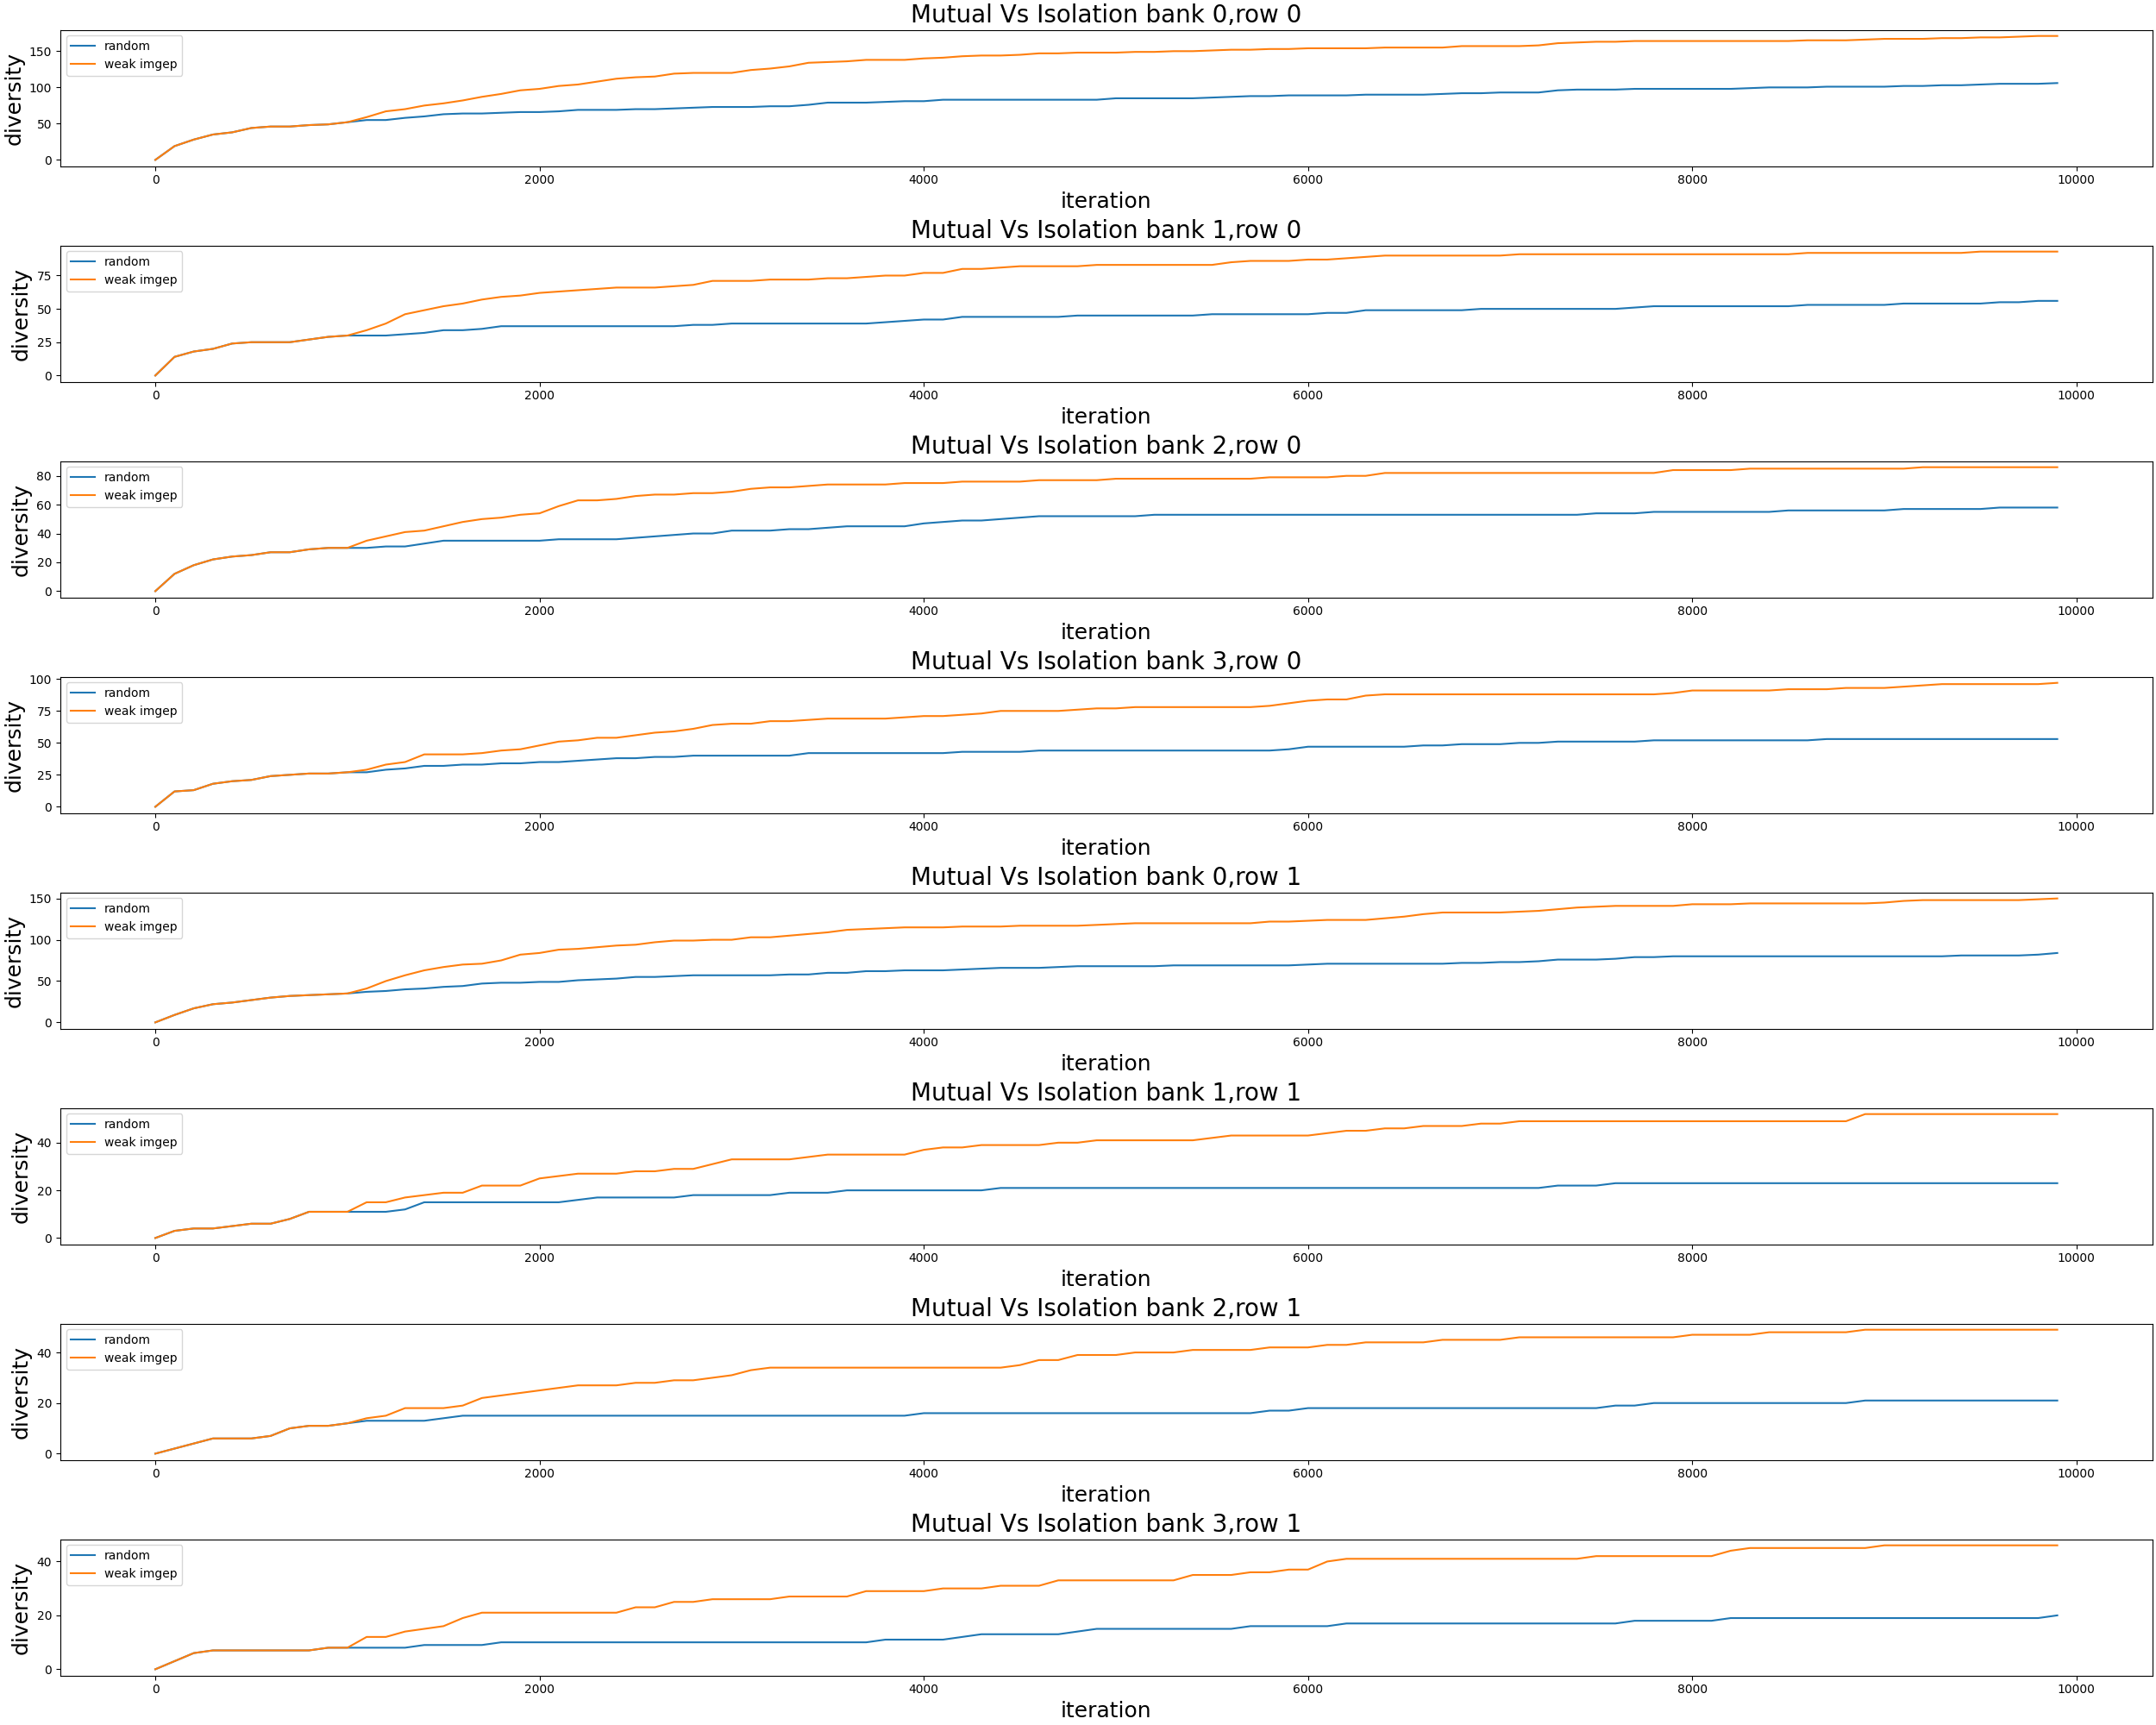 Mutual Vs Isolation bank 0,row 0
random
weak imgep
diversity
150
100
50
0
0 2000 4000 6000 8000 10000
iteration
Mutual Vs Isolation bank 1,row 0
random
weak imgep
diversity
75
50
25
0
0 2000 4000 6000 8000 10000
iteration
Mutual Vs Isolation bank 2,row 0
random
weak imgep
diversity
80
60
40
20
0
0 2000 4000 6000 8000 10000
iteration
Mutual Vs Isolation bank 3,row 0
random
weak imgep
diversity
100
75
50
25
0
0 2000 4000 6000 8000 10000
iteration
Mutual Vs Isolation bank 0,row 1
random
weak imgep
diversity
150
100
50
0
0 2000 4000 6000 8000 10000
iteration
Mutual Vs Isolation bank 1,row 1
random
weak imgep
diversity
40
20
0
0 2000 4000 6000 8000 10000
iteration
Mutual Vs Isolation bank 2,row 1
random
weak imgep
diversity
40
20
0
0 2000 4000 6000 8000 10000
iteration
Mutual Vs Isolation bank 3,row 1
random
weak imgep
diversity
40
20
0
0 2000 4000 6000 8000 10000
iteration